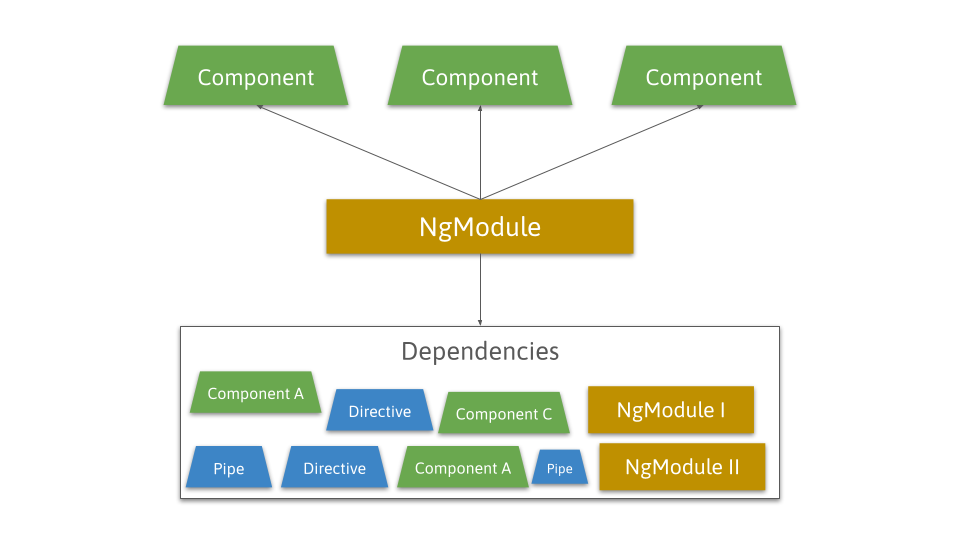 Component
Component
Component
NgModule
Dependencies
Component A
Directive
Component C
NgModule I
Pipe
Directive
Component A
Pipe
NgModule II